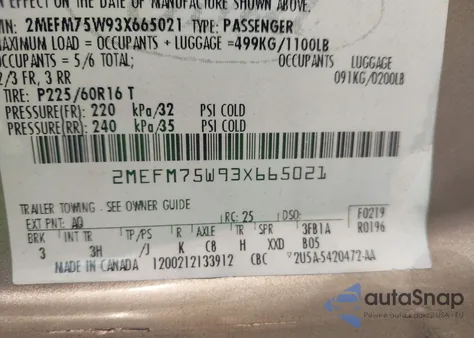 IN EFFECT ON THE DATE OF MANUFACTURE SHOWN ABOVE.
IN: 2MEFM75W93X665021 TYPE: PASSENGER
MAXIMUM LOAD = OCCUPANTS + LUGGAGE =499KG/1100LB
OCCUPANTS = 5/6 TOTAL; OCCUPANTS LUGGAGE
2/3 FR, 3 RR 091KG/0200LB
TIRE: P225/60R16 T
PRESSURE(FR): 220 kPa/32 PSI COLD
PRESSURE(RR): 240 kPa/35 PSI COLD
2MEFM75W93X665021
TRAILER TOWING - SEE OWNER GUIDE
EXT PNT: AQ RC: 25 DSO: F0219
BRK INT TR TP/PS R AXLE TR SPR 3FB1A R0196
3 3H /J K C8 H XXD B05
MADE IN CANADA 1200212133912 CBC 2U5A-5420472-AA
autoSnap